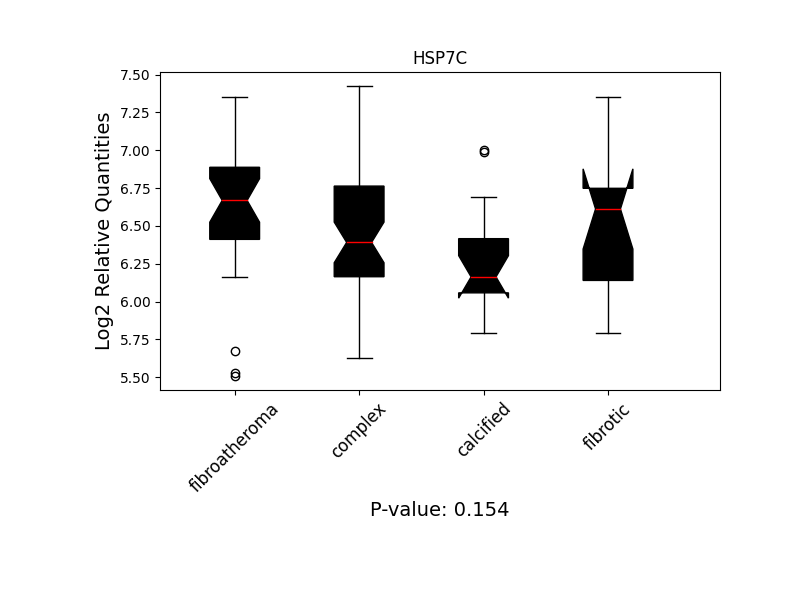 HSP7C
Log2 Relative Quantities
7.50
7.25
7.00
6.75
6.50
6.25
6.00
5.75
5.50
fibroatheroma
complex
calcified
fibrotic
P-value: 0.154